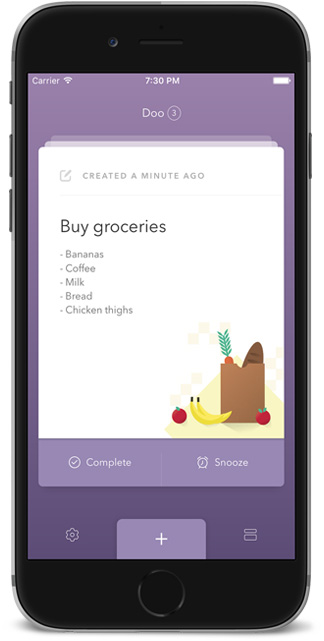 Carrier 7:30 PM
Doo 3
CREATED A MINUTE AGO
Buy groceries
- Bananas
- Coffee
- Milk
- Bread
- Chicken thighs
Complete Snooze
+